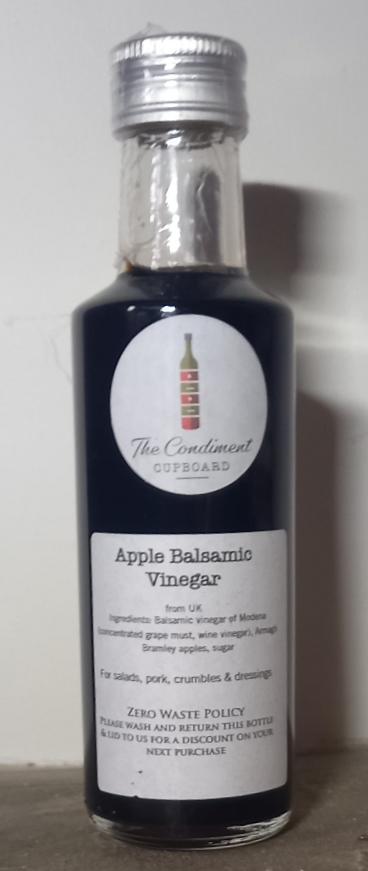 The Condiment
CUPBOARD
Apple Balsamic
Vinegar
from UK
Ingredients: Balsamic vinegar of Modena
(concentrated grape must, wine vinegar), Armagh
Bramley apples, sugar
For salads, pork, crumbles & dressings
ZERO WASTE POLICY
PLEASE WASH AND RETURN THIS BOTTLE
& LID TO US FOR A DISCOUNT ON YOUR
NEXT PURCHASE